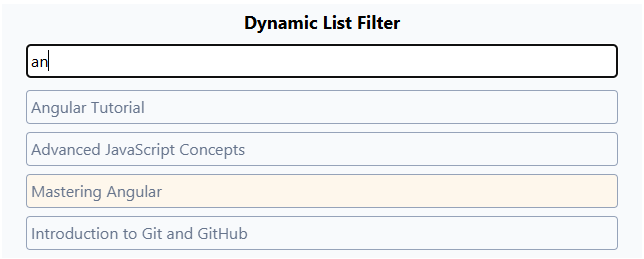 Dynamic List Filter
an
Angular Tutorial
Advanced JavaScript Concepts
Mastering Angular
Introduction to Git and GitHub